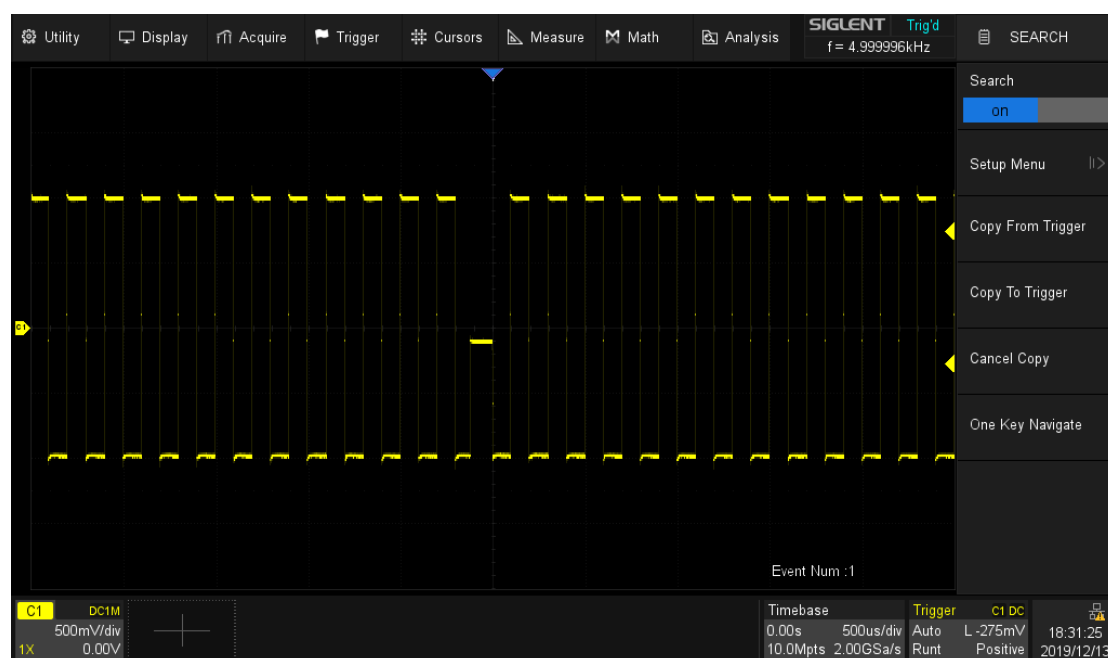 Utility Display Acquire Trigger Cursors Measure Math Analysis
SIGLENT Trig'd
f = 4.999996kHz
SEARCH
Search
on
Setup Menu
Copy From Trigger
Copy To Trigger
Cancel Copy
One Key Navigate
C1
Event Num :1
C1 DC1M
500mV/div
1X 0.00V
Timebase
0.00s 500us/div
10.0Mpts 2.00GSa/s
Trigger C1 DC
Auto L -275mV
Runt Positive
18:31:25
2019/12/13